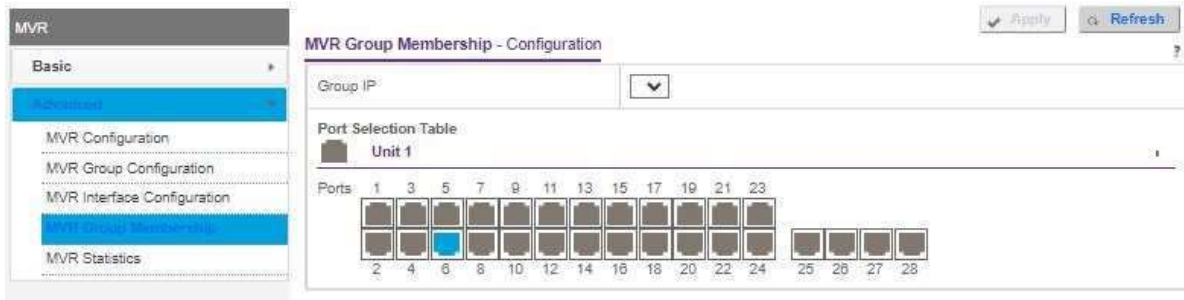 MVR
Basic
Advanced
MVR Configuration
MVR Group Configuration
MVR Interface Configuration
MVR Group Membership
MVR Statistics
Apply
Refresh
MVR Group Membership - Configuration
?
Group IP
Port Selection Table
Unit 1
Ports 1 3 5 7 9 11 13 15 17 19 21 23
2 4 6 8 10 12 14 16 18 20 22 24 25 26 27 28